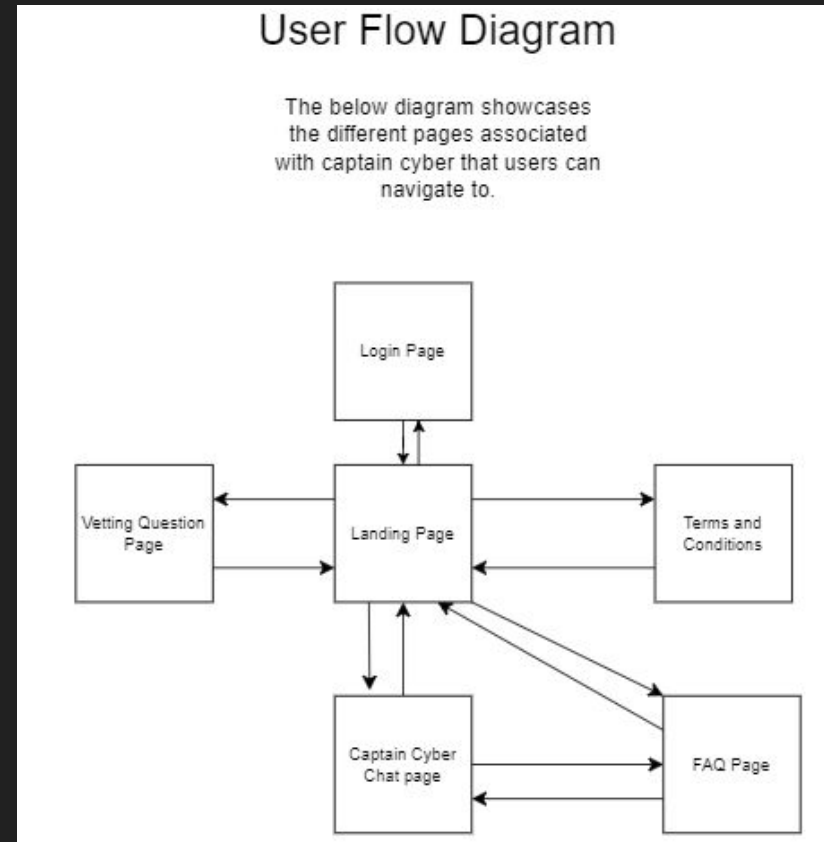 User Flow Diagram
The below diagram showcases
the different pages associated
with captain cyber that users can
navigate to.
Login Page
Vetting Question
Page
Landing Page
Terms and
Conditions
Captain Cyber
Chat page
FAQ Page